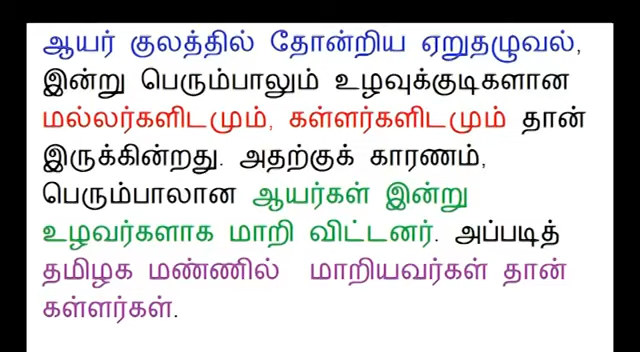 ஆயர் குலத்தில் தோன்றிய ஏறுதழுவல்,
இன்று பெரும்பாலும் உழவுக்குடிகளான
மல்லர்களிடமும், கள்ளர்களிடமும் தான்
இருக்கின்றது. அதற்குக் காரணம்,
பெரும்பாலான ஆயர்கள் இன்று
உழவர்களாக மாறி விட்டனர். அப்படித்
தமிழக மண்ணில் மாறியவர்கள் தான்
கள்ளர்கள்.